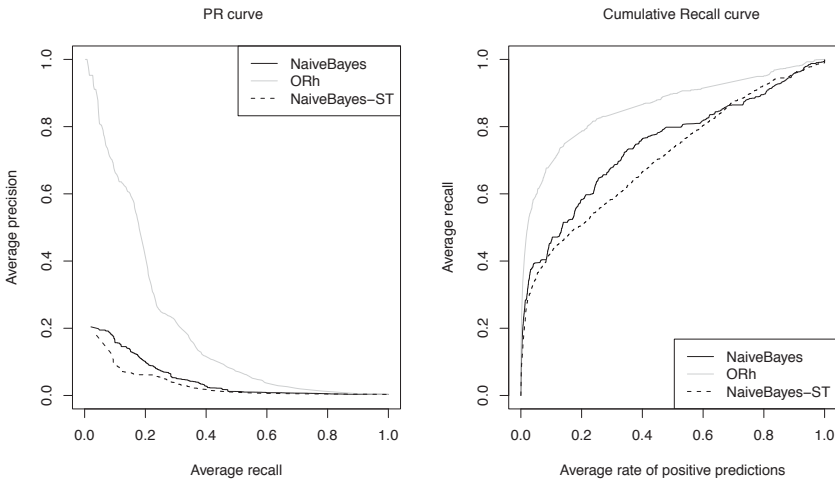 PR curve
NaiveBayes
ORh
NaiveBayes−ST
Average precision
0.0 0.2 0.4 0.6 0.8 1.0
0.0 0.2 0.4 0.6 0.8 1.0
Average recall
Cumulative Recall curve
Average recall
0.0 0.2 0.4 0.6 0.8 1.0
NaiveBayes
ORh
NaiveBayes−ST
0.0 0.2 0.4 0.6 0.8 1.0
Average rate of positive predictions